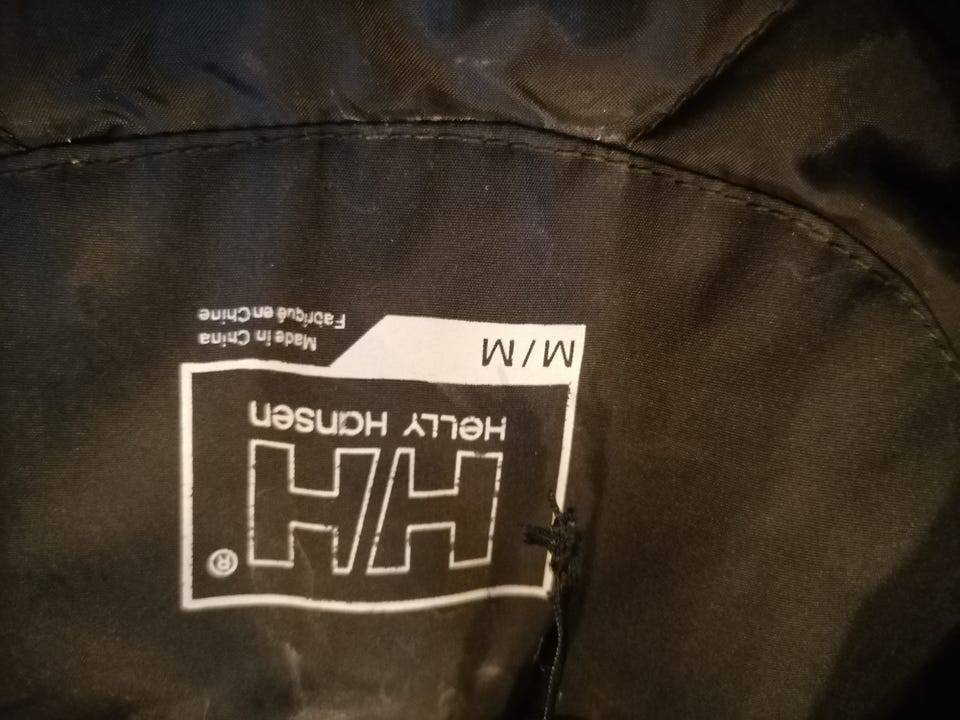 HH®
HELLY HANSEN
M/M
Made in China
Fabriqué en Chine